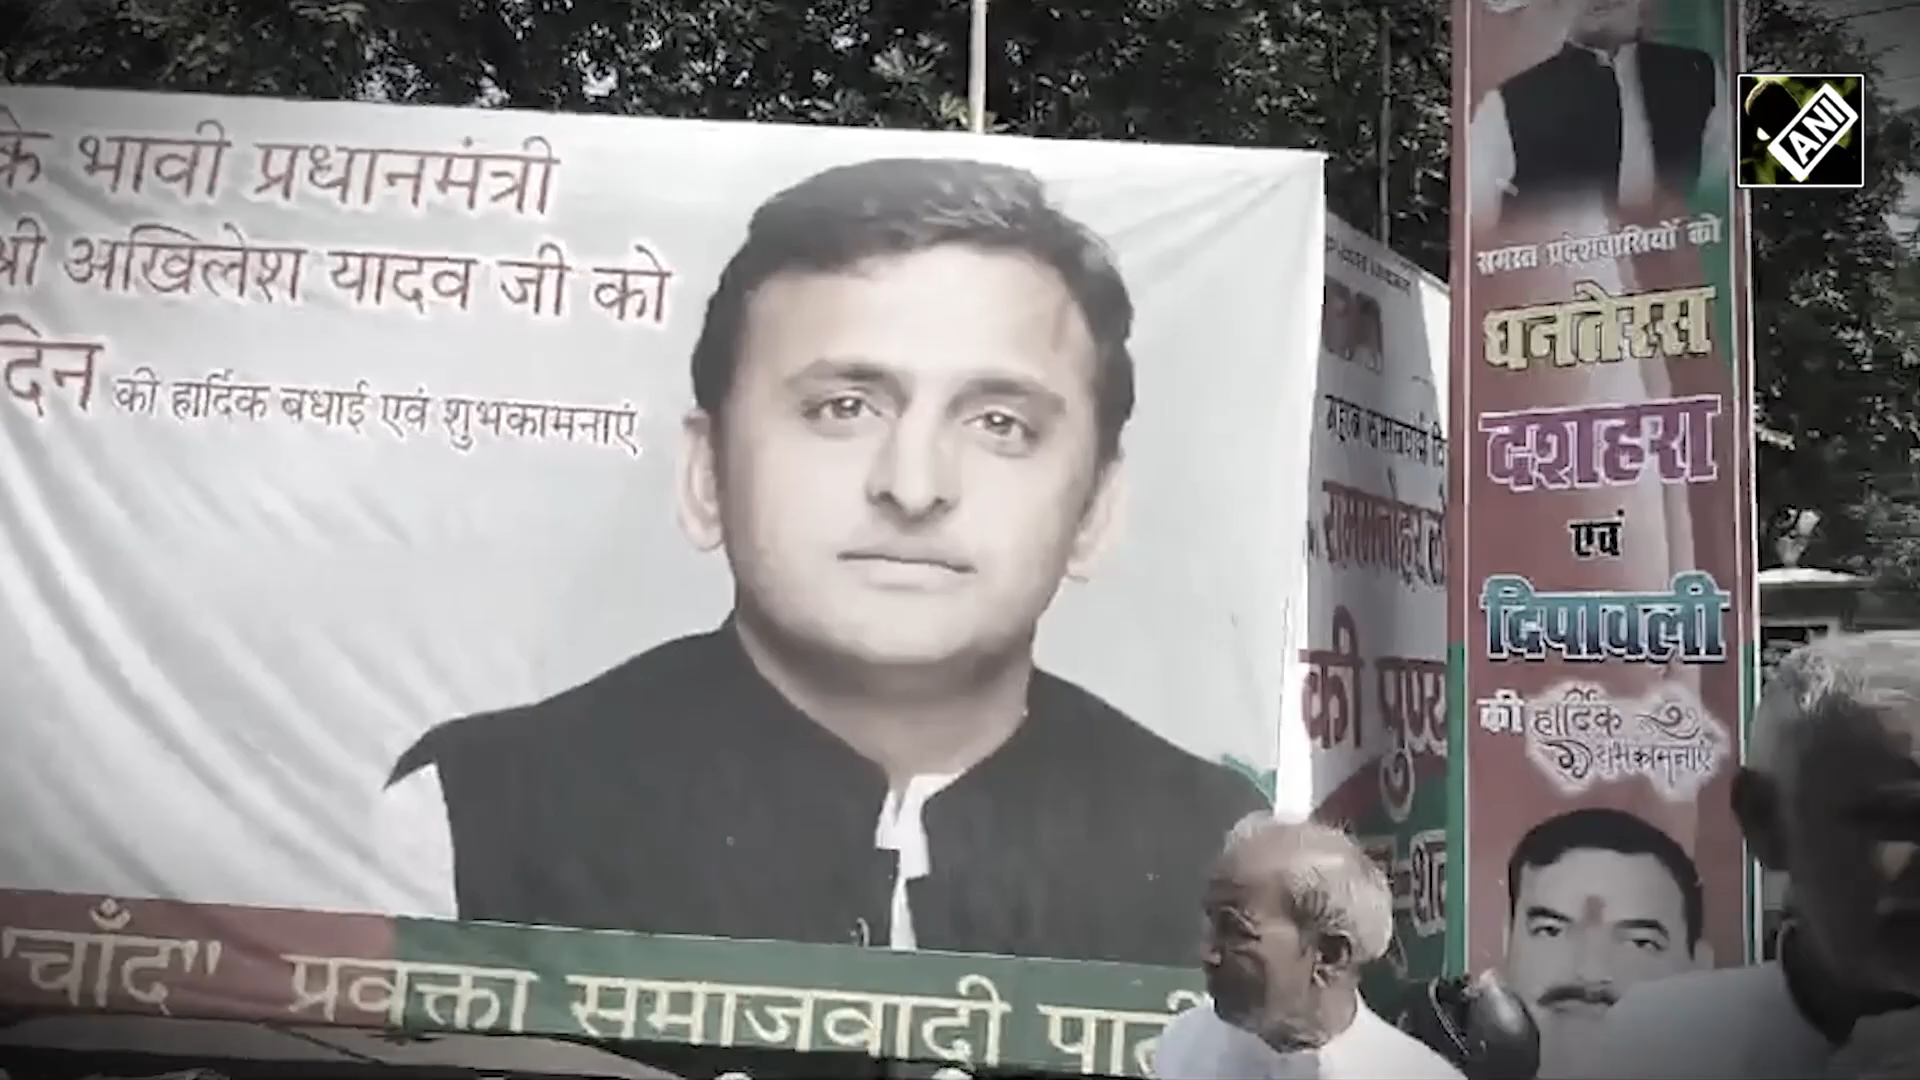 के भावी प्रधानमंत्री
श्री अखिलेश यादव जी को
दिन की हार्दिक बधाई एवं शुभकामनाएं
"चाँद" प्रवक्ता समाजवादी पार्टी
की पुण्य
समस्त प्रदेशवासियों को
धनतेरस
दशहरा
एवं
दिपावली
की हार्दिक
शुभकामनाएं
ANI